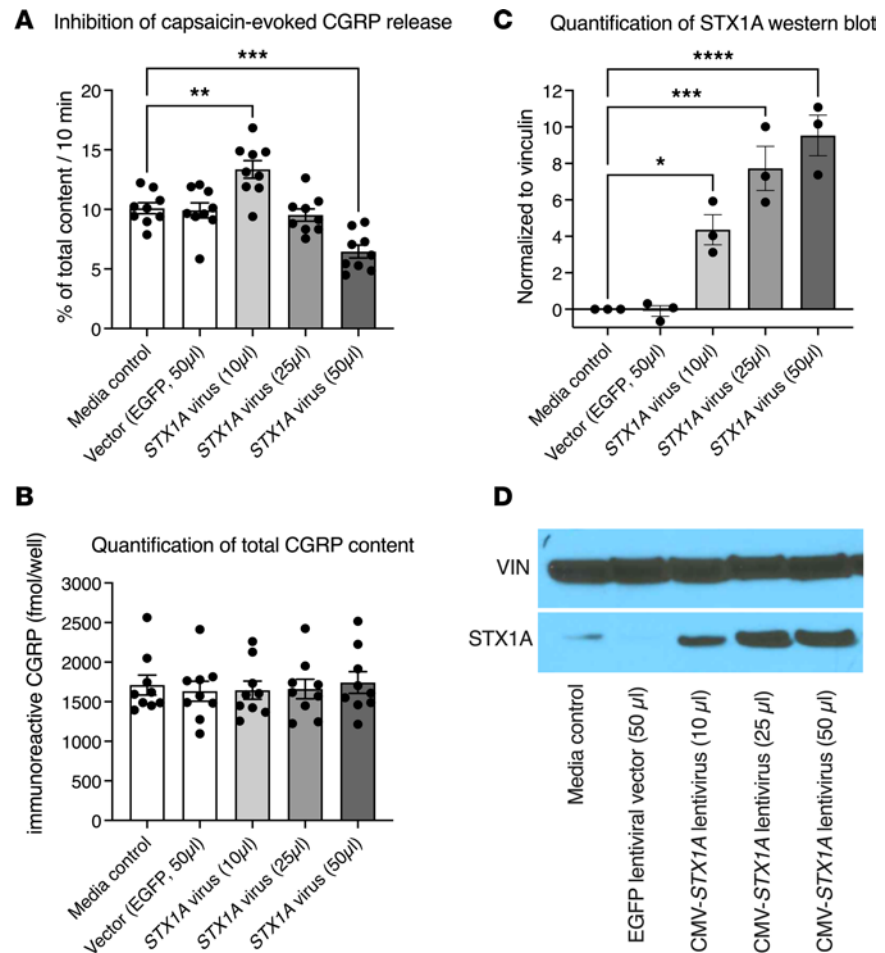 A Inhibition of capsaicin-evoked CGRP release
***
**
20
15
10
5
0
% of total content / 10 min
Media control
Vector (EGFP, 50µl)
STX1A virus (10µl)
STX1A virus (25µl)
STX1A virus (50µl)
B
Quantification of total CGRP content
3000
2500
2000
1500
1000
500
0
immunoreactive CGRP (fmol/well)
Media control
Vector (EGFP, 50µl)
STX1A virus (10µl)
STX1A virus (25µl)
STX1A virus (50µl)
C Quantification of STX1A western blot
****
***
*
12
10
8
6
4
2
0
Normalized to vinculin
Media control
Vector (EGFP, 50µl)
STX1A virus (10µl)
STX1A virus (25µl)
STX1A virus (50µl)
D
VIN
STX1A
Media control
EGFP lentiviral vector (50 µl)
CMV-STX1A lentivirus (10 µl)
CMV-STX1A lentivirus (25 µl)
CMV-STX1A lentivirus (50 µl)